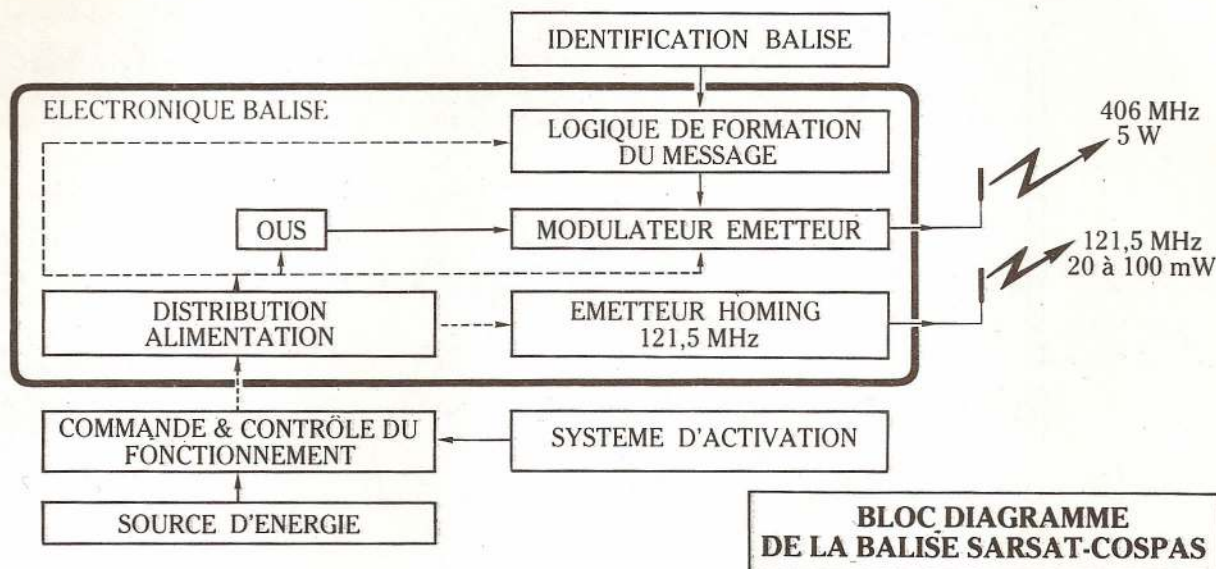 IDENTIFICATION BALISE
ELECTRONIQUE BALISE
LOGIQUE DE FORMATION
DU MESSAGE
406 MHz
5 W
OUS
MODULATEUR EMETTEUR
121,5 MHz
20 à 100 mW
DISTRIBUTION
ALIMENTATION
EMETTEUR HOMING
121,5 MHz
COMMANDE & CONTRÔLE DU
FONCTIONNEMENT
SYSTEME D'ACTIVATION
SOURCE D'ENERGIE
BLOC DIAGRAMME
DE LA BALISE SARSAT-COSPAS